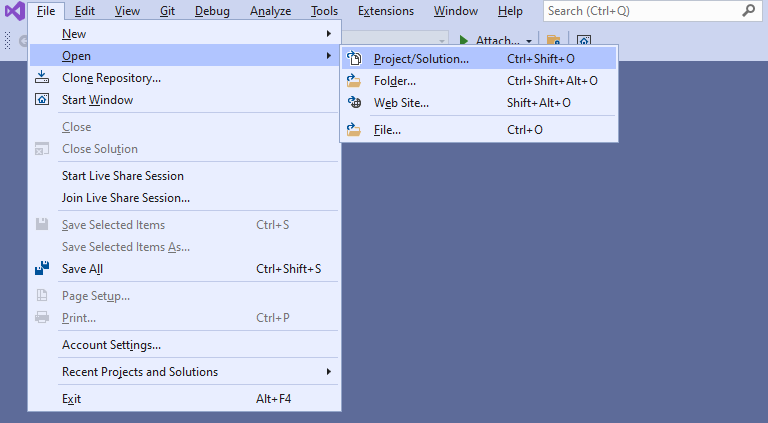 File Edit View Git Debug Analyze Tools Extensions Window Help Search (Ctrl+Q)
New
Attach...
Open
Project/Solution... Ctrl+Shift+O
Clone Repository...
Folder... Ctrl+Shift+Alt+O
Start Window
Web Site... Shift+Alt+O
Close
File... Ctrl+O
Close Solution
Start Live Share Session
Join Live Share Session...
Save Selected Items Ctrl+S
Save Selected Items As...
Save All Ctrl+Shift+S
Page Setup...
Print... Ctrl+P
Account Settings...
Recent Projects and Solutions
Exit Alt+F4